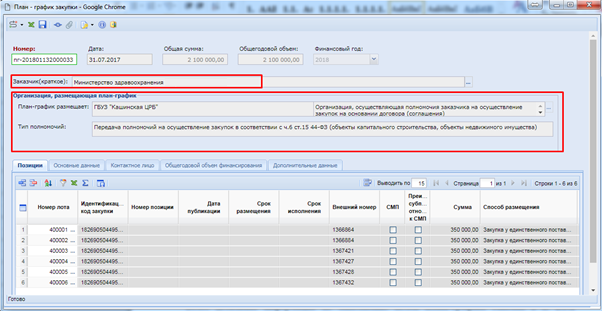 План - график закупки - Google Chrome
Номер: Дата: Общая сумма: Общегодовой объем: Финансовый год:
nr-201801132000033 31.07.2017 2 100 000,00 2 100 000,00 2018
Заказчик(краткое): Министерство здравоохранения ...
Организация, размещающая план-график
План-график размещает: ГБУЗ "Кашинская ЦРБ" Организация, осуществляющая полномочия заказчика на осуществление
закупок на основании договора (соглашения) ...
Тип полномочий: Передача полномочий на осуществление закупок в соответствии с ч.6 ст.15 44-ФЗ (объекты капитального строительства, объекты недвижимого имущества)
Позиции Основные данные Контактное лицо Общегодовой объем финансирования Дополнительные данные
Выводить по 15 Страница 1 из 1 Строки 1 - 6 из 6
Номер лота Идентификац... код закупки Номер позиции Дата публикации Срок размещения Срок исполнения Внешний номер СМП Преи... субп... отно... к СМП Сумма Способ размещения
1 400001 ... 182690504495... 1366864 350 000,00 Закупка у единственного постав...
2 400003 ... 182690504495... 1366884 350 000,00 Закупка у единственного постав...
3 400002 ... 182690504495... 1367421 350 000,00 Закупка у единственного постав...
4 400004 ... 182690504495... 1367427 350 000,00 Закупка у единственного постав...
5 400005 ... 182690504495... 1367428 350 000,00 Закупка у единственного постав...
6 400006 ... 182690504495... 1367432 350 000,00 Закупка у единственного постав...
Готово